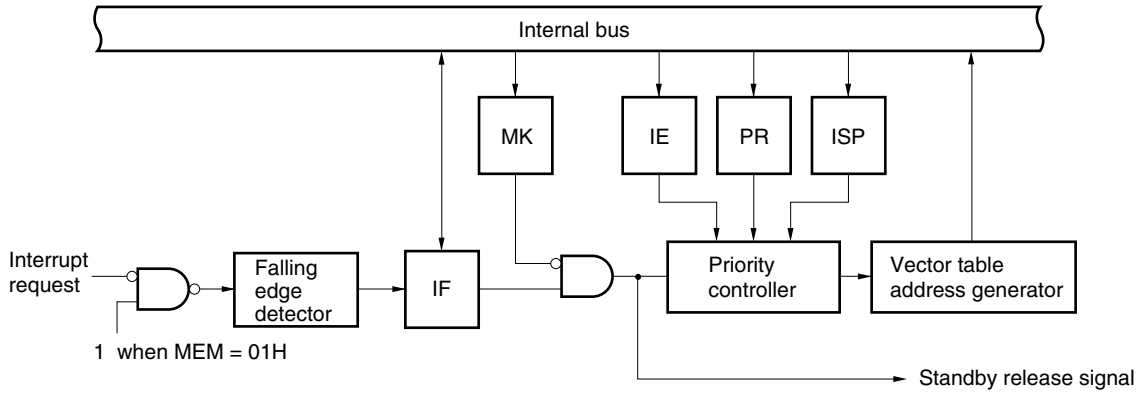 Internal bus
MK
IE
PR
ISP
Interrupt
request
Falling
edge
detector
IF
Priority
controller
Vector table
address generator
1 when MEM = 01H
Standby release signal